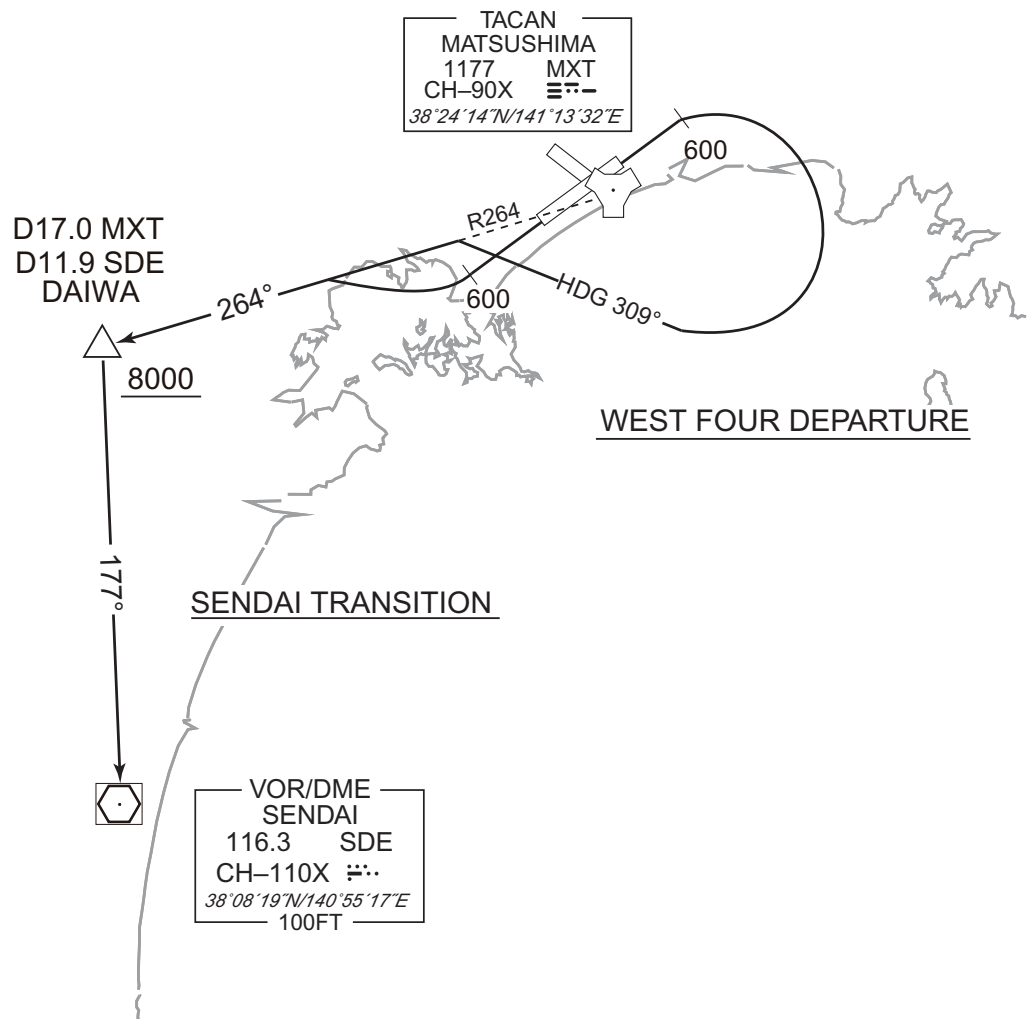 TACAN
MATSUSHIMA
1177 MXT
CH–90X
38°24´14˝N/141°13´32˝E
600
R264
D17.0 MXT
D11.9 SDE
DAIWA
264°
600
HDG 309°
8000
WEST FOUR DEPARTURE
177°
SENDAI TRANSITION
VOR/DME
SENDAI
116.3 SDE
CH–110X
38°08´19˝N/140°55´17˝E
100FT